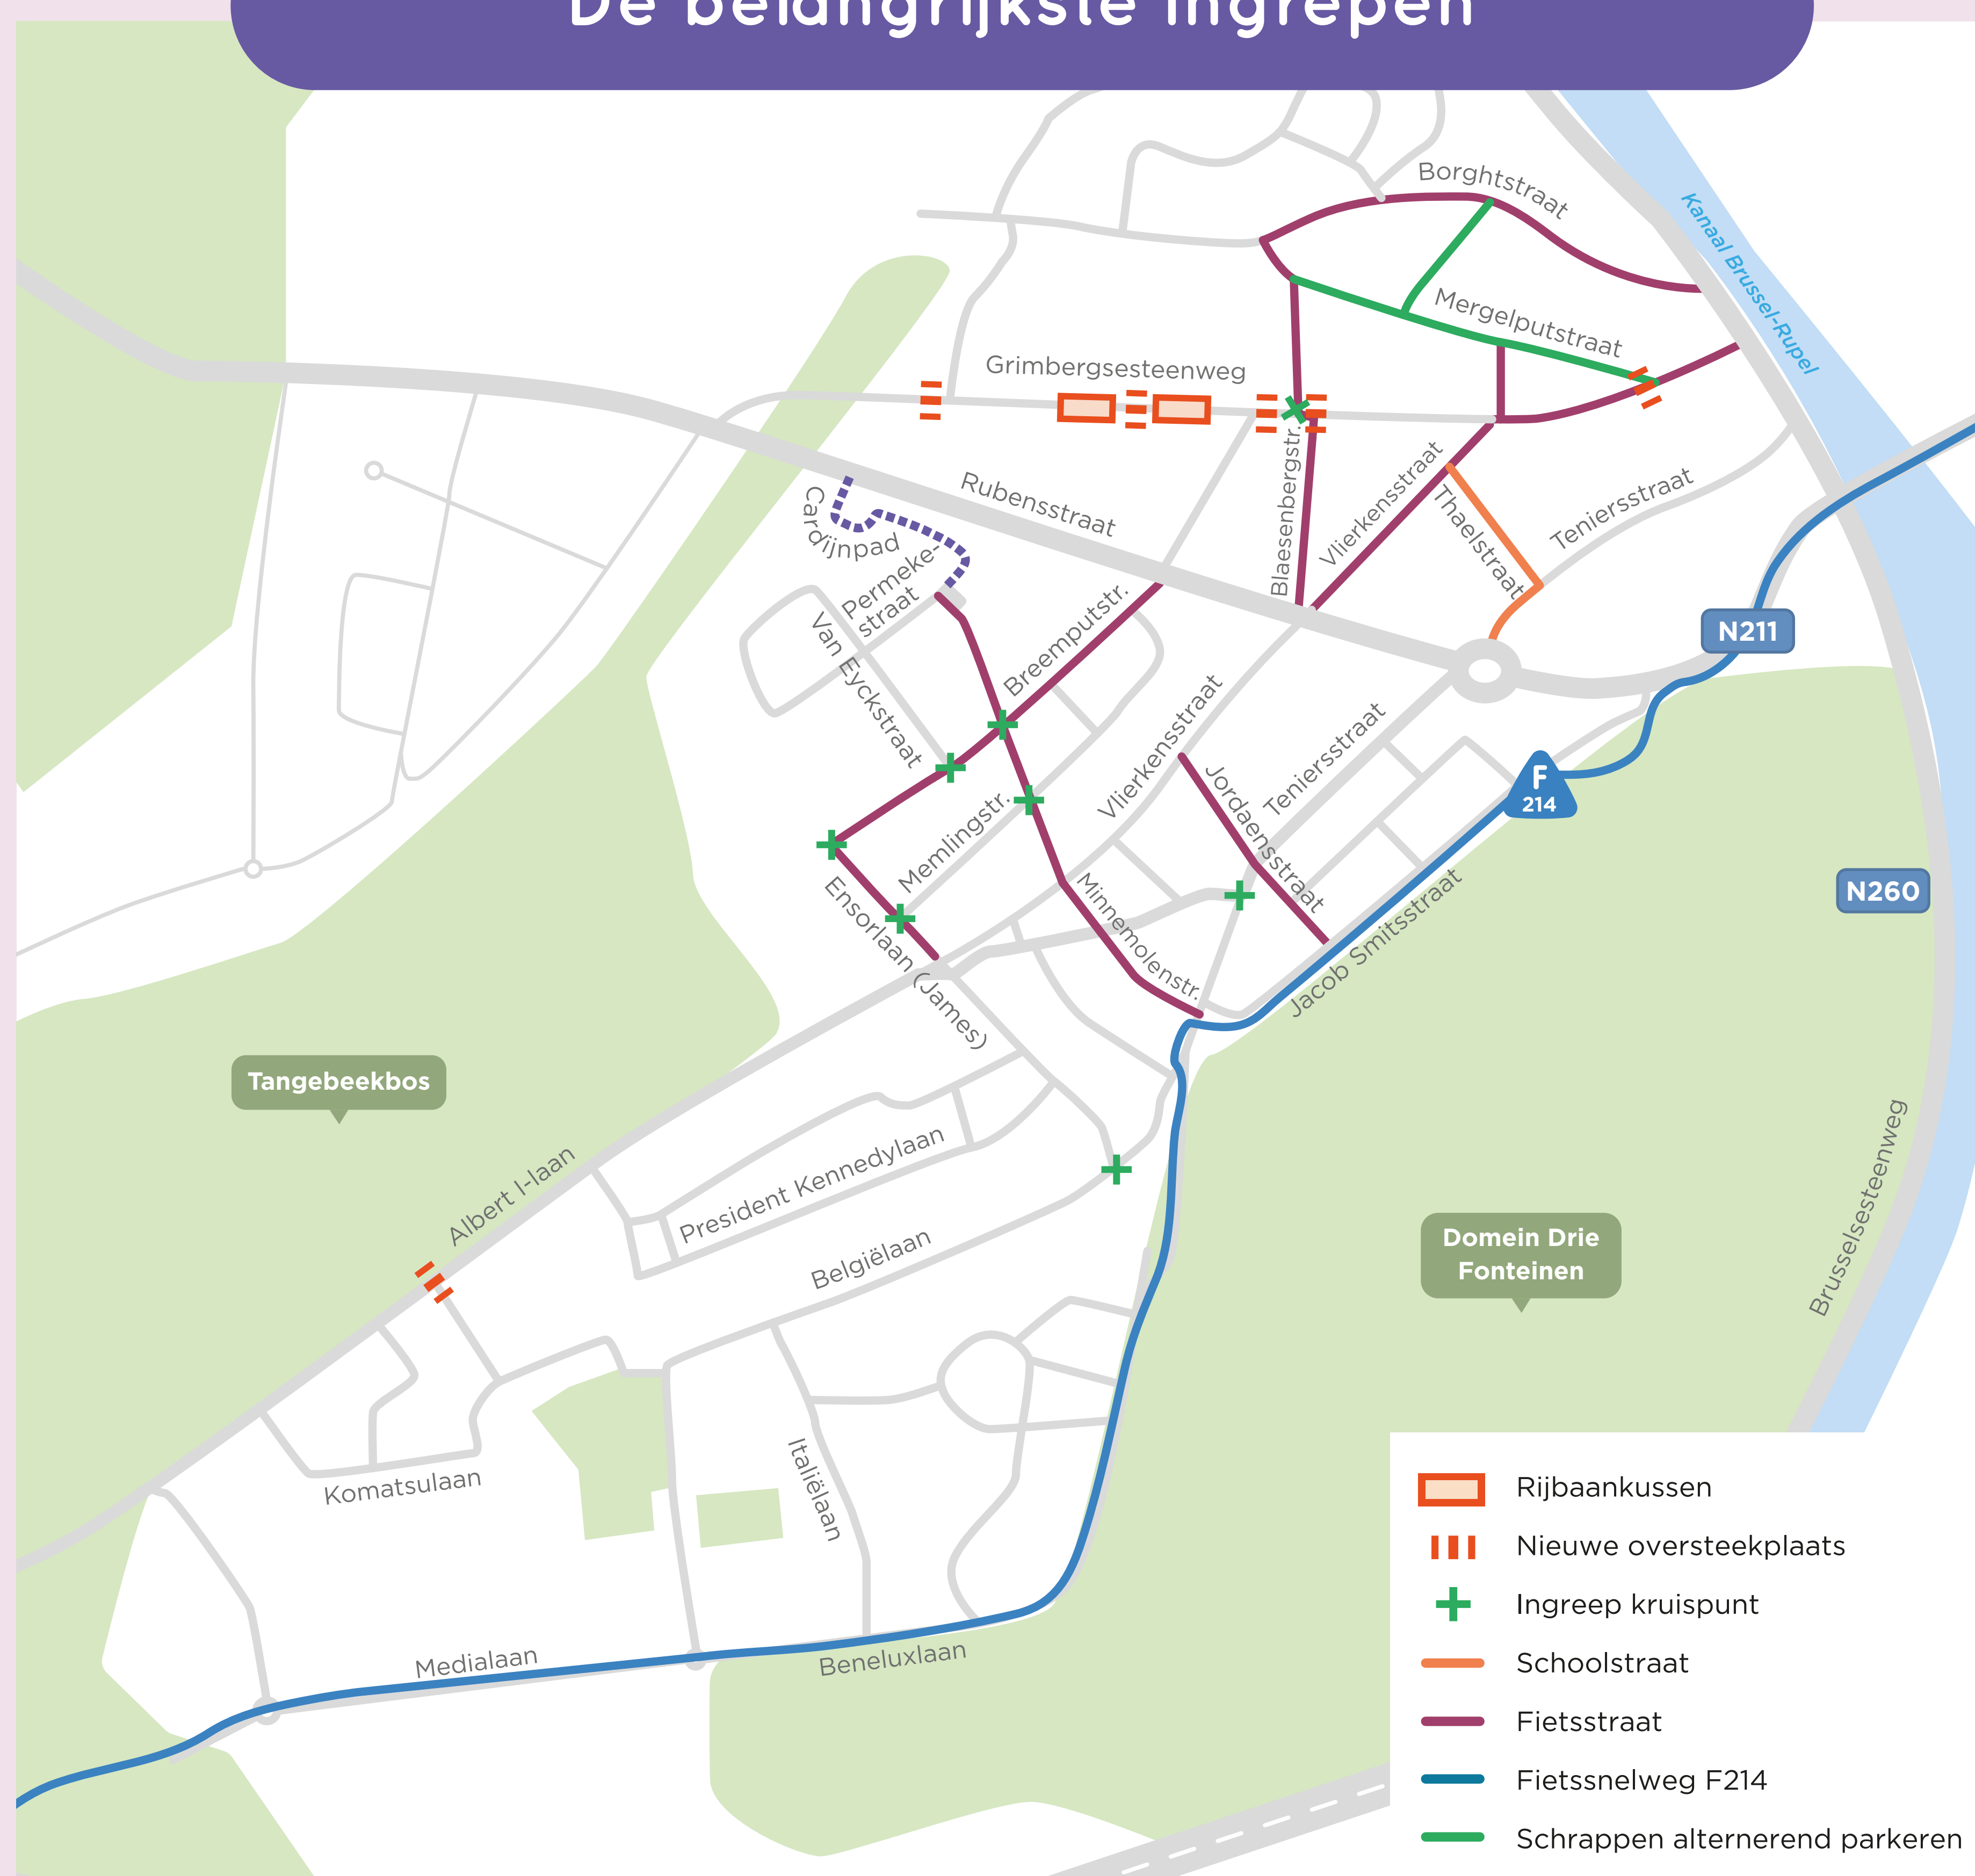 De belangrijkste ingrepen
Borghtstraat
Kanaal Brussel-Rupel
Mergelputstraat
Grimbergsesteenweg
Rubensstraat
Cardijnpad
Permeke-
straat
Blaesenbergstr.
Vlierkensstraat
Thaelstraat
Teniersstraat
Van Eyckstraat
Breemputstr.
N211
Vlierkensstraat
Teniersstraat
Jordaensstraat
F
214
Memlingstr.
Minnemolenstr.
Jacob Smitsstraat
N260
Ensorlaan (James)
Tangebeekbos
Albert I-laan
President Kennedylaan
Belgiëlaan
Domein Drie
Fonteinen
Brusselsesteenweg
Komatsulaan
Italiëlaan
Medialaan
Beneluxlaan
Rijbaankussen
Nieuwe oversteekplaats
Ingreep kruispunt
Schoolstraat
Fietsstraat
Fietssnelweg F214
Schrappen alternerend parkeren